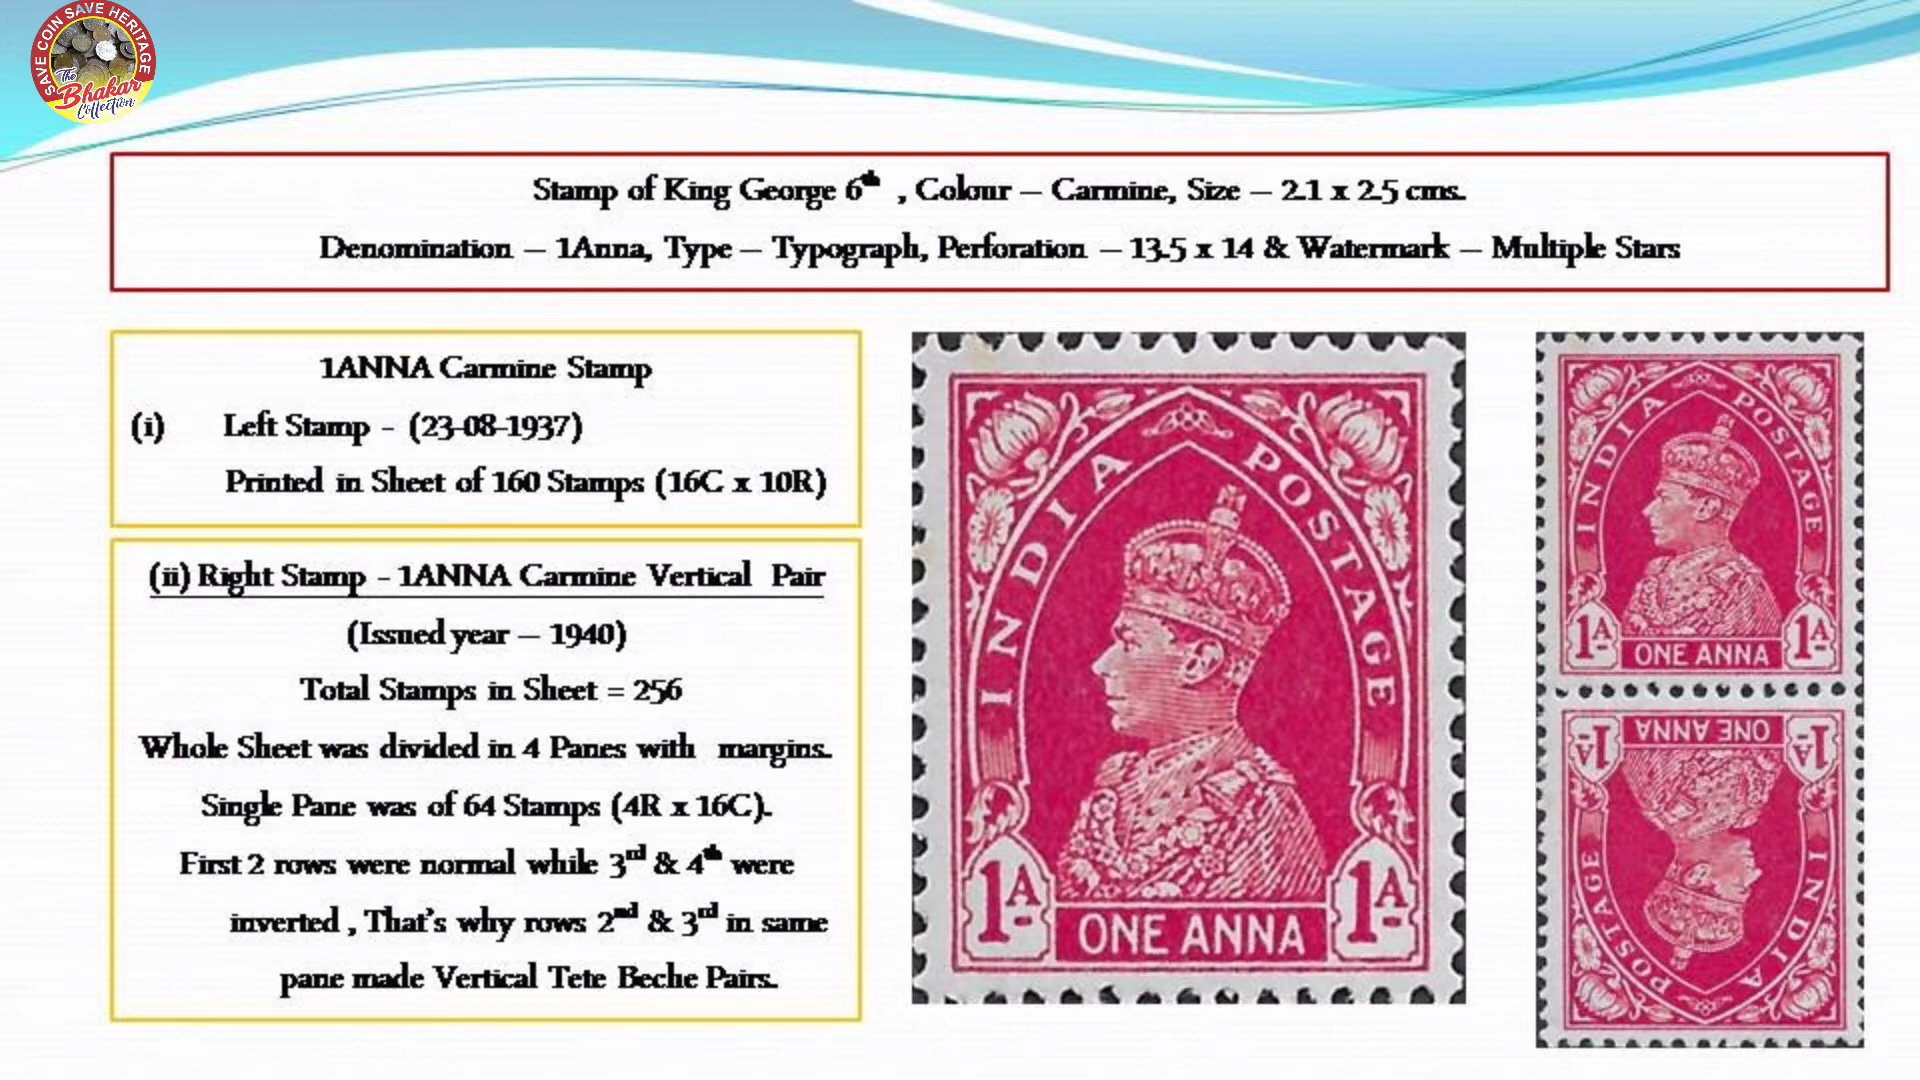 SAVE COIN SAVE HERITAGE
The
Bhakar
Collection
Stamp of King George 6th , Colour – Carmine, Size – 2.1 x 2.5 cms.
Denomination – 1Anna, Type – Typograph, Perforation – 13.5 x 14 & Watermark – Multiple Stars
1ANNA Carmine Stamp
(i) Left Stamp - (23-08-1937)
Printed in Sheet of 160 Stamps (16C x 10R)
(ii) Right Stamp - 1ANNA Carmine Vertical Pair
(Issued year – 1940)
Total Stamps in Sheet = 256
Whole Sheet was divided in 4 Panes with margins.
Single Pane was of 64 Stamps (4R x 16C).
First 2 rows were normal while 3rd & 4th were
inverted , That's why rows 2nd & 3rd in same
pane made Vertical Tete Beche Pairs.
INDIA POSTAGE
1A 1A
ONE ANNA
INDIA POSTAGE
1A 1A
ONE ANNA
1A 1A
ONE ANNA
INDIA POSTAGE